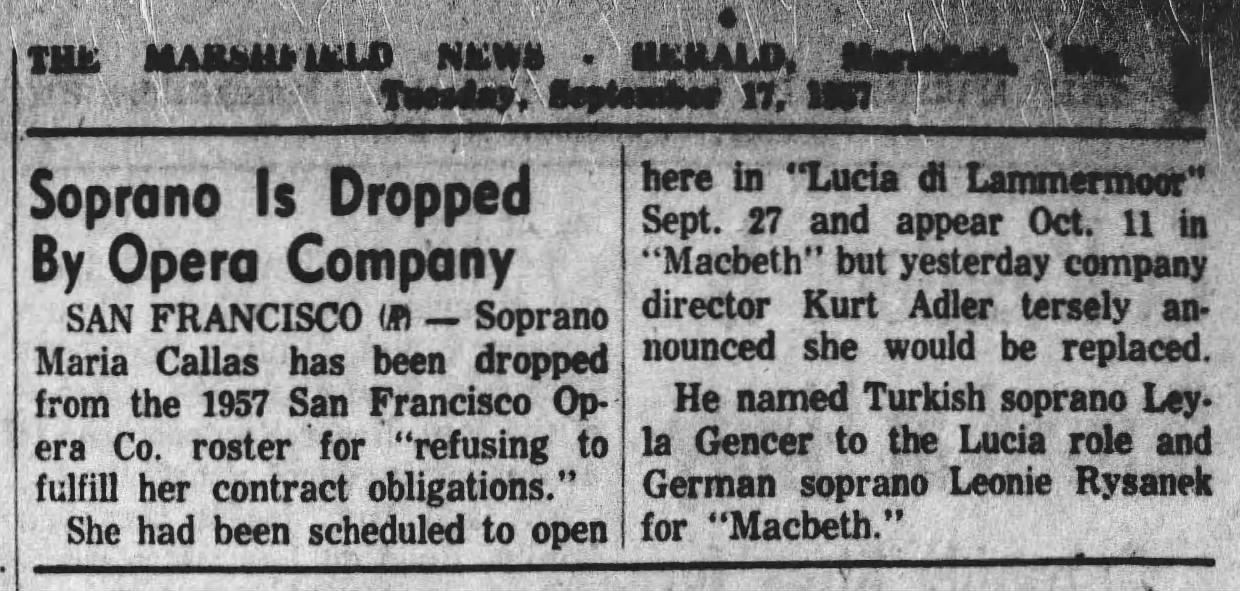 THE MARSHFIELD NEWS - HERALD, Marshfield, Wis.
Tuesday, September 17, 1957
Soprano Is Dropped
By Opera Company
SAN FRANCISCO (AP) — Soprano
Maria Callas has been dropped
from the 1957 San Francisco Op-
era Co. roster for "refusing to
fulfill her contract obligations."
She had been scheduled to open
here in "Lucia di Lammermoor"
Sept. 27 and appear Oct. 11 in
"Macbeth" but yesterday company
director Kurt Adler tersely an-
nounced she would be replaced.
He named Turkish soprano Ley-
la Gencer to the Lucia role and
German soprano Leonie Rysanek
for "Macbeth."